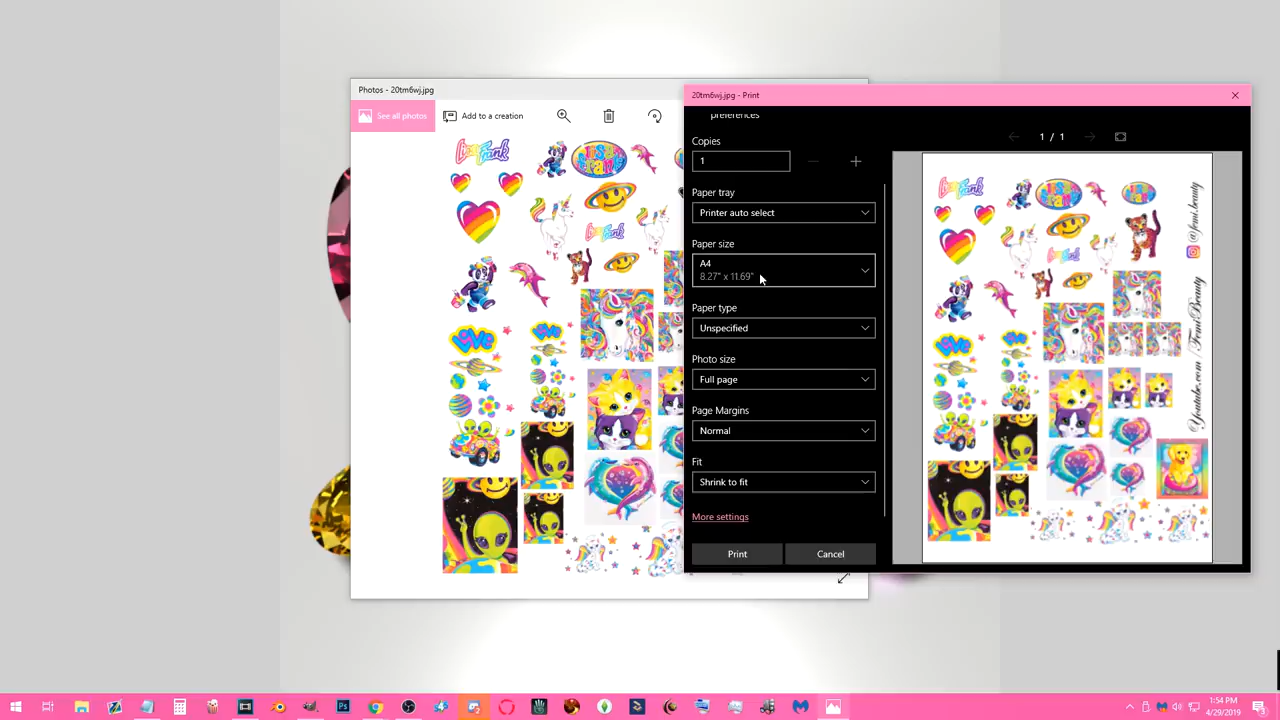 Photos - 20tm6wj.jpg
See all photos
Add to a creation
20tm6wj.jpg - Print
preferences
Copies
1
Paper tray
Printer auto select
Paper size
A4
8.27" x 11.69"
Paper type
Unspecified
Photo size
Full page
Page Margins
Normal
Fit
Shrink to fit
More settings
Print
Cancel
1 / 1
@femi.beauty
Youtube.com/FemiBeauty
LOVE
LOVE
1:54 PM
4/29/2019